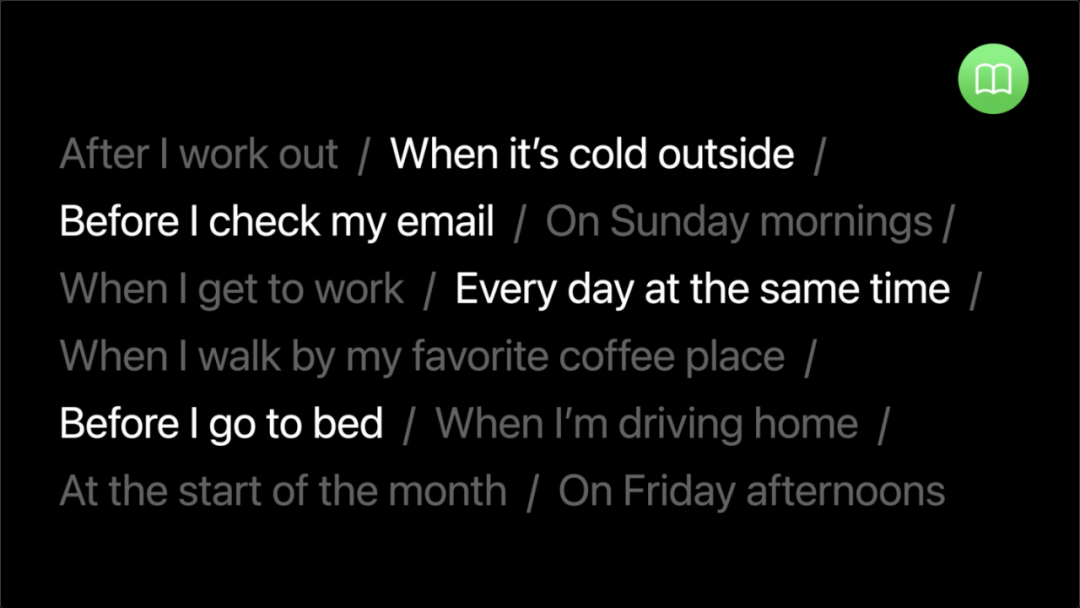 After I work out / When it’s cold outside /
Before I check my email / On Sunday mornings /
When I get to work / Every day at the same time /
When I walk by my favorite coffee place /
Before I go to bed / When I’m driving home /
At the start of the month / On Friday afternoons